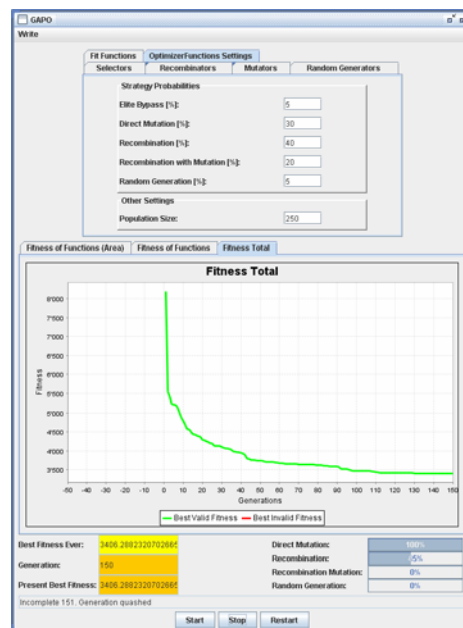 GAPO
Write
Fit Functions OptimizerFunctions Settings
Selectors Recombinators Mutators Random Generators
Strategy Probabilities
Elite Bypass [%]: 5
Direct Mutation [%]: 30
Recombination [%]: 40
Recombination with Mutation [%]: 20
Random Generation [%]: 5
Other Settings
Population Size: 250
Fitness of Functions (Area) Fitness of Functions Fitness Total
Fitness Total
8'000
7'500
7'000
6'500
6'000
5'500
5'000
4'500
4'000
3'500
Fitness
-50 -40 -30 -20 -10 0 10 20 30 40 50 60 70 80 90 100 110 120 130 140 150
Generations
Best Valid Fitness Best Invalid Fitness
Best Fitness Ever: 3406.2882320702665
Generation: 150
Present Best Fitness: 3406.2882320702665
Direct Mutation: 100%
Recombination: 
Recombination Mutation: 0%
Random Generation: 0%
Incomplete 151. Generation quashed
Start Stop Restart